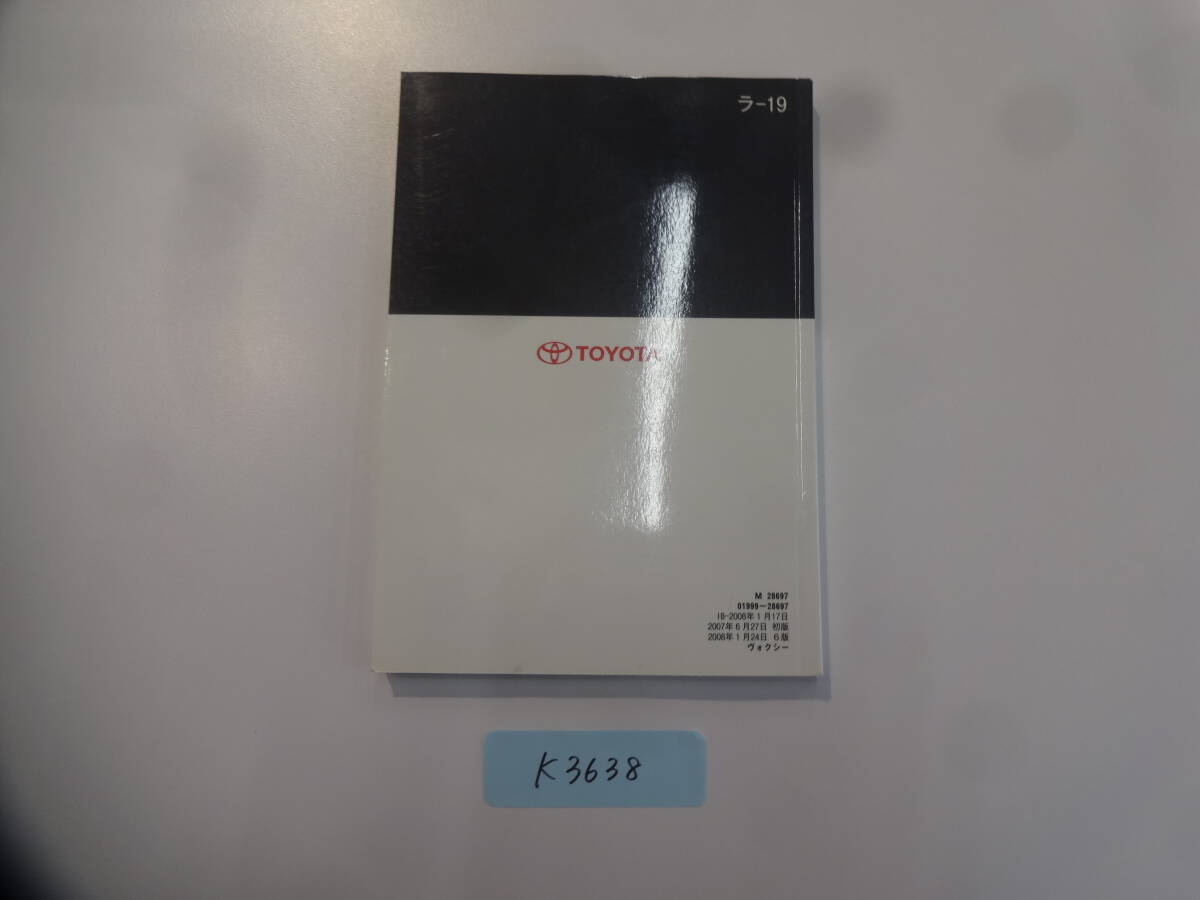 ラ-19
TOYOTA
M 28697
01999-28697
IB-2008年1月17日
2007年6月27日 初版
2008年1月24日 6版
ヴォクシー
K3638